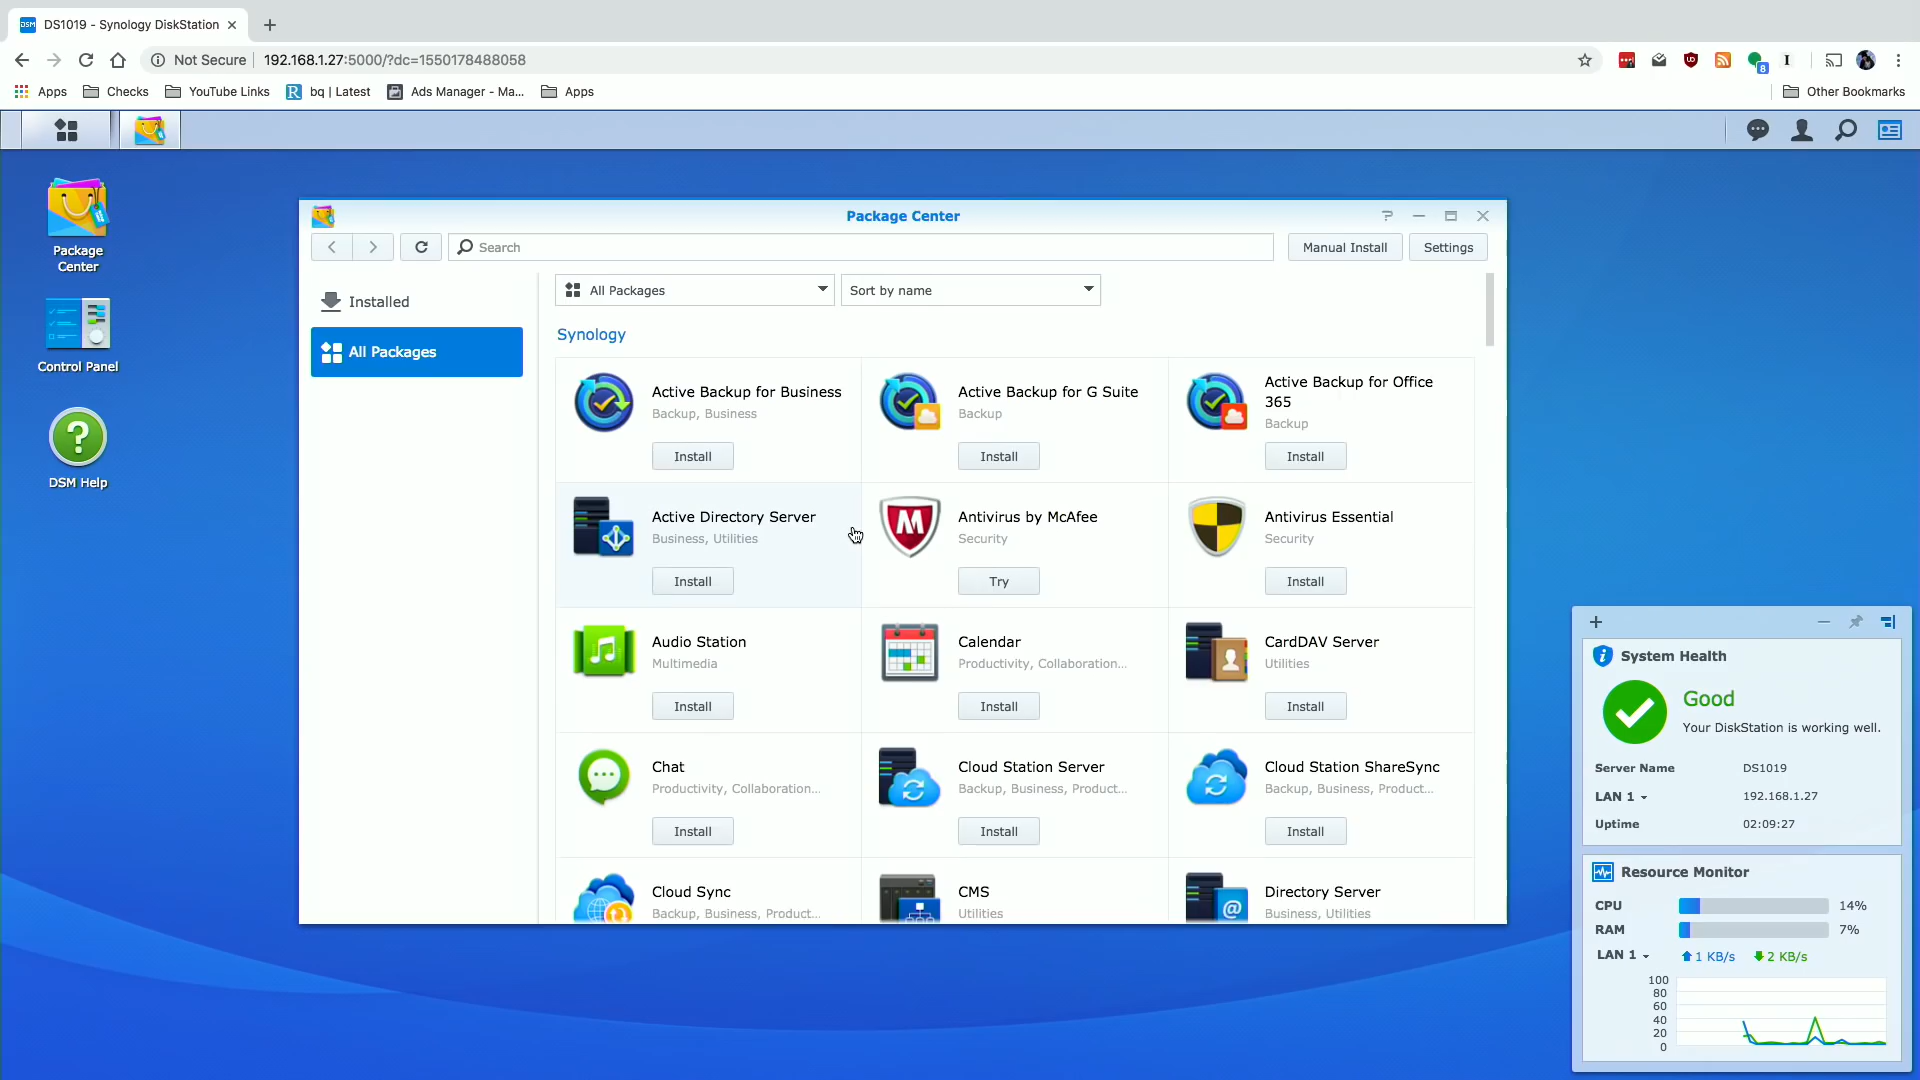 DS1019 - Synology DiskStation
Not Secure
192.168.1.27:5000/?dc=1550178488058
8
Apps
Checks
YouTube Links
bq | Latest
Ads Manager - Ma...
Apps
Other Bookmarks
Package
Center
Control Panel
DSM Help
Package Center
Search
Manual Install
Settings
Installed
All Packages
All Packages
Sort by name
Synology
Active Backup for Business
Backup, Business
Install
Active Backup for G Suite
Backup
Install
Active Backup for Office
365
Backup
Install
Active Directory Server
Business, Utilities
Install
Antivirus by McAfee
Security
Try
Antivirus Essential
Security
Install
Audio Station
Multimedia
Install
Calendar
Productivity, Collaboration...
Install
CardDAV Server
Utilities
Install
Chat
Productivity, Collaboration...
Install
Cloud Station Server
Backup, Business, Product...
Install
Cloud Station ShareSync
Backup, Business, Product...
Install
Cloud Sync
Backup, Business, Product...
CMS
Utilities
Directory Server
Business, Utilities
System Health
Good
Your DiskStation is working well.
Server Name DS1019
LAN 1 192.168.1.27
Uptime 02:09:27
Resource Monitor
CPU 14%
RAM 7%
LAN 1 1 KB/s 2 KB/s
100
80
60
40
20
0